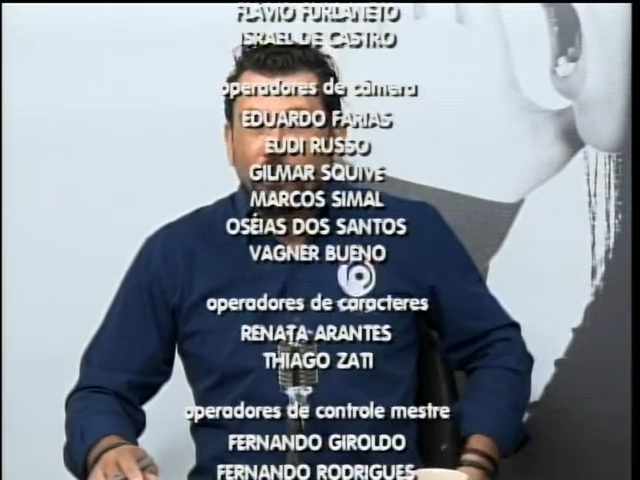 FLÁVIO FURLANETO
ISRAEL DE CASTRO
operadores de câmera
EDUARDO FARIAS
EUDI RUSSO
GILMAR SQUIVE
MARCOS SIMAL
OSÉIAS DOS SANTOS
VAGNER BUENO
operadores de caracteres
RENATA ARANTES
THIAGO ZATI
operadores de controle mestre
FERNANDO GIROLDO
FERNANDO RODRIGUES